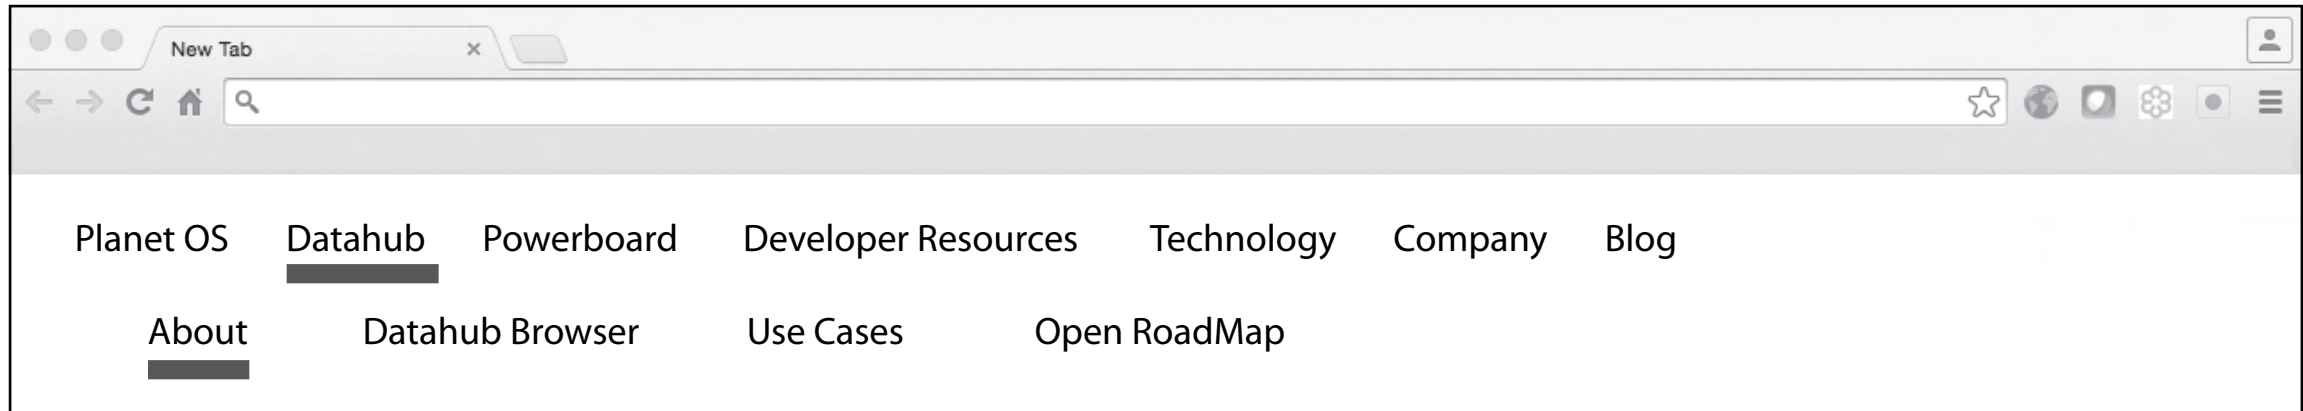 New Tab
Planet OS Datahub Powerboard Developer Resources Technology Company Blog
About Datahub Browser Use Cases Open RoadMap